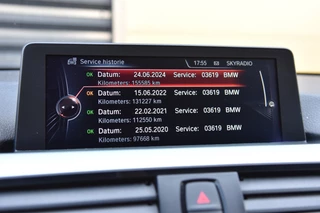 Service historie 17:55 68 SKYRADIO
OK Datum: 24.06.2024 Service: 03619 BMW
Kilometers: 155585 km
OK Datum: 15.06.2022 Service: 03619 BMW
Kilometers: 131227 km
OK Datum: 22.02.2021 Service: 03619 BMW
Kilometers: 112550 km
OK Datum: 25.05.2020 Service: 03619 BMW
Kilometers: 97668 km